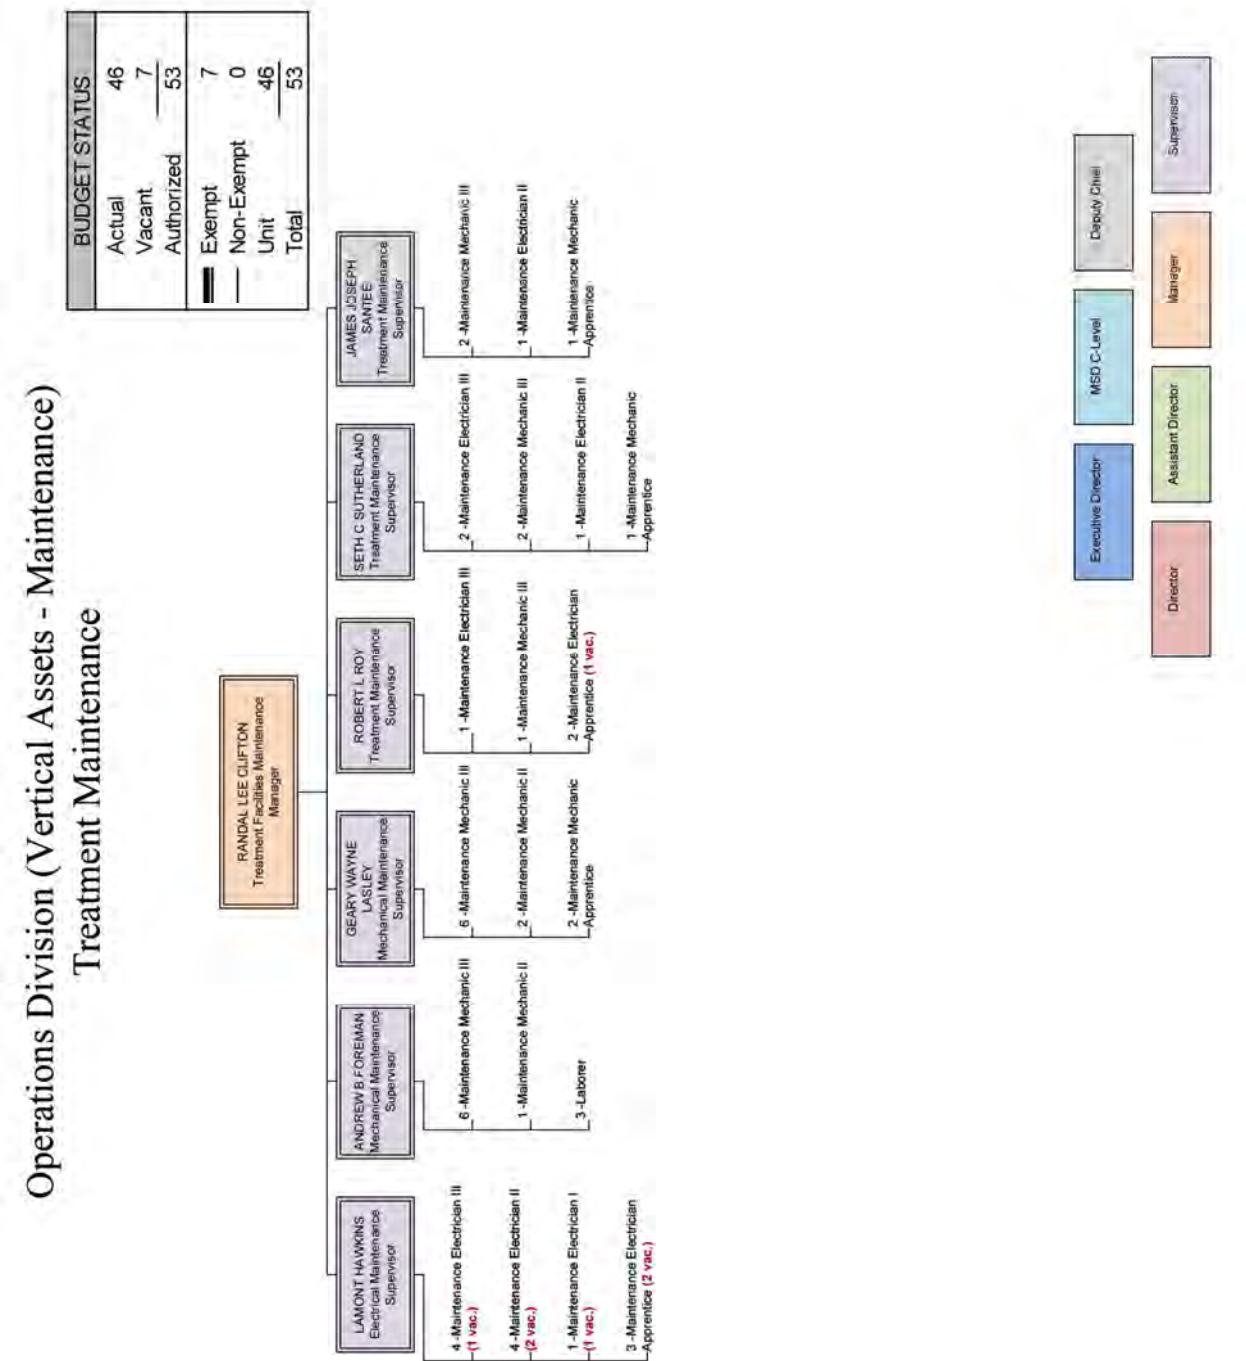 Operations Division (Vertical Assets - Maintenance)
Treatment Maintenance
BUDGET STATUS
Actual 46
Vacant 7
Authorized 53
Exempt 7
Non-Exempt 0
Unit 46
Total 53
RANDAL LEE CLIFTON
Treatment Facilities Maintenance
Manager
LAMONT HAWKINS
Electrical Maintenance
Supervisor
4 -Maintenance Electrician III
(1 vac.)
4 -Maintenance Electrician II
(2 vac.)
1 -Maintenance Electrician I
(1 vac.)
3 -Maintenance Electrician
Apprentice (2 vac.)
ANDREW B FOREMAN
Mechanical Maintenance
Supervisor
6 -Maintenance Mechanic III
1 -Maintenance Mechanic II
3 -Laborer
GEARY WAYNE
LASLEY
Mechanical Maintenance
Supervisor
6 -Maintenance Mechanic III
2 -Maintenance Mechanic II
2 -Maintenance Mechanic
Apprentice
ROBERT L ROY
Treatment Maintenance
Supervisor
1 -Maintenance Electrician III
1 -Maintenance Mechanic III
2 -Maintenance Electrician
Apprentice (1 vac.)
SETH C SUTHERLAND
Treatment Maintenance
Supervisor
2 -Maintenance Electrician III
2 -Maintenance Mechanic III
1 -Maintenance Electrician II
1 -Maintenance Mechanic
Apprentice
JAMES JOSEPH
SANTEE
Treatment Maintenance
Supervisor
2 -Maintenance Mechanic III
1 -Maintenance Electrician II
1 -Maintenance Mechanic
Apprentice
Executive Director
MSD C-Level
Deputy Chief
Director
Assistant Director
Manager
Supervisor